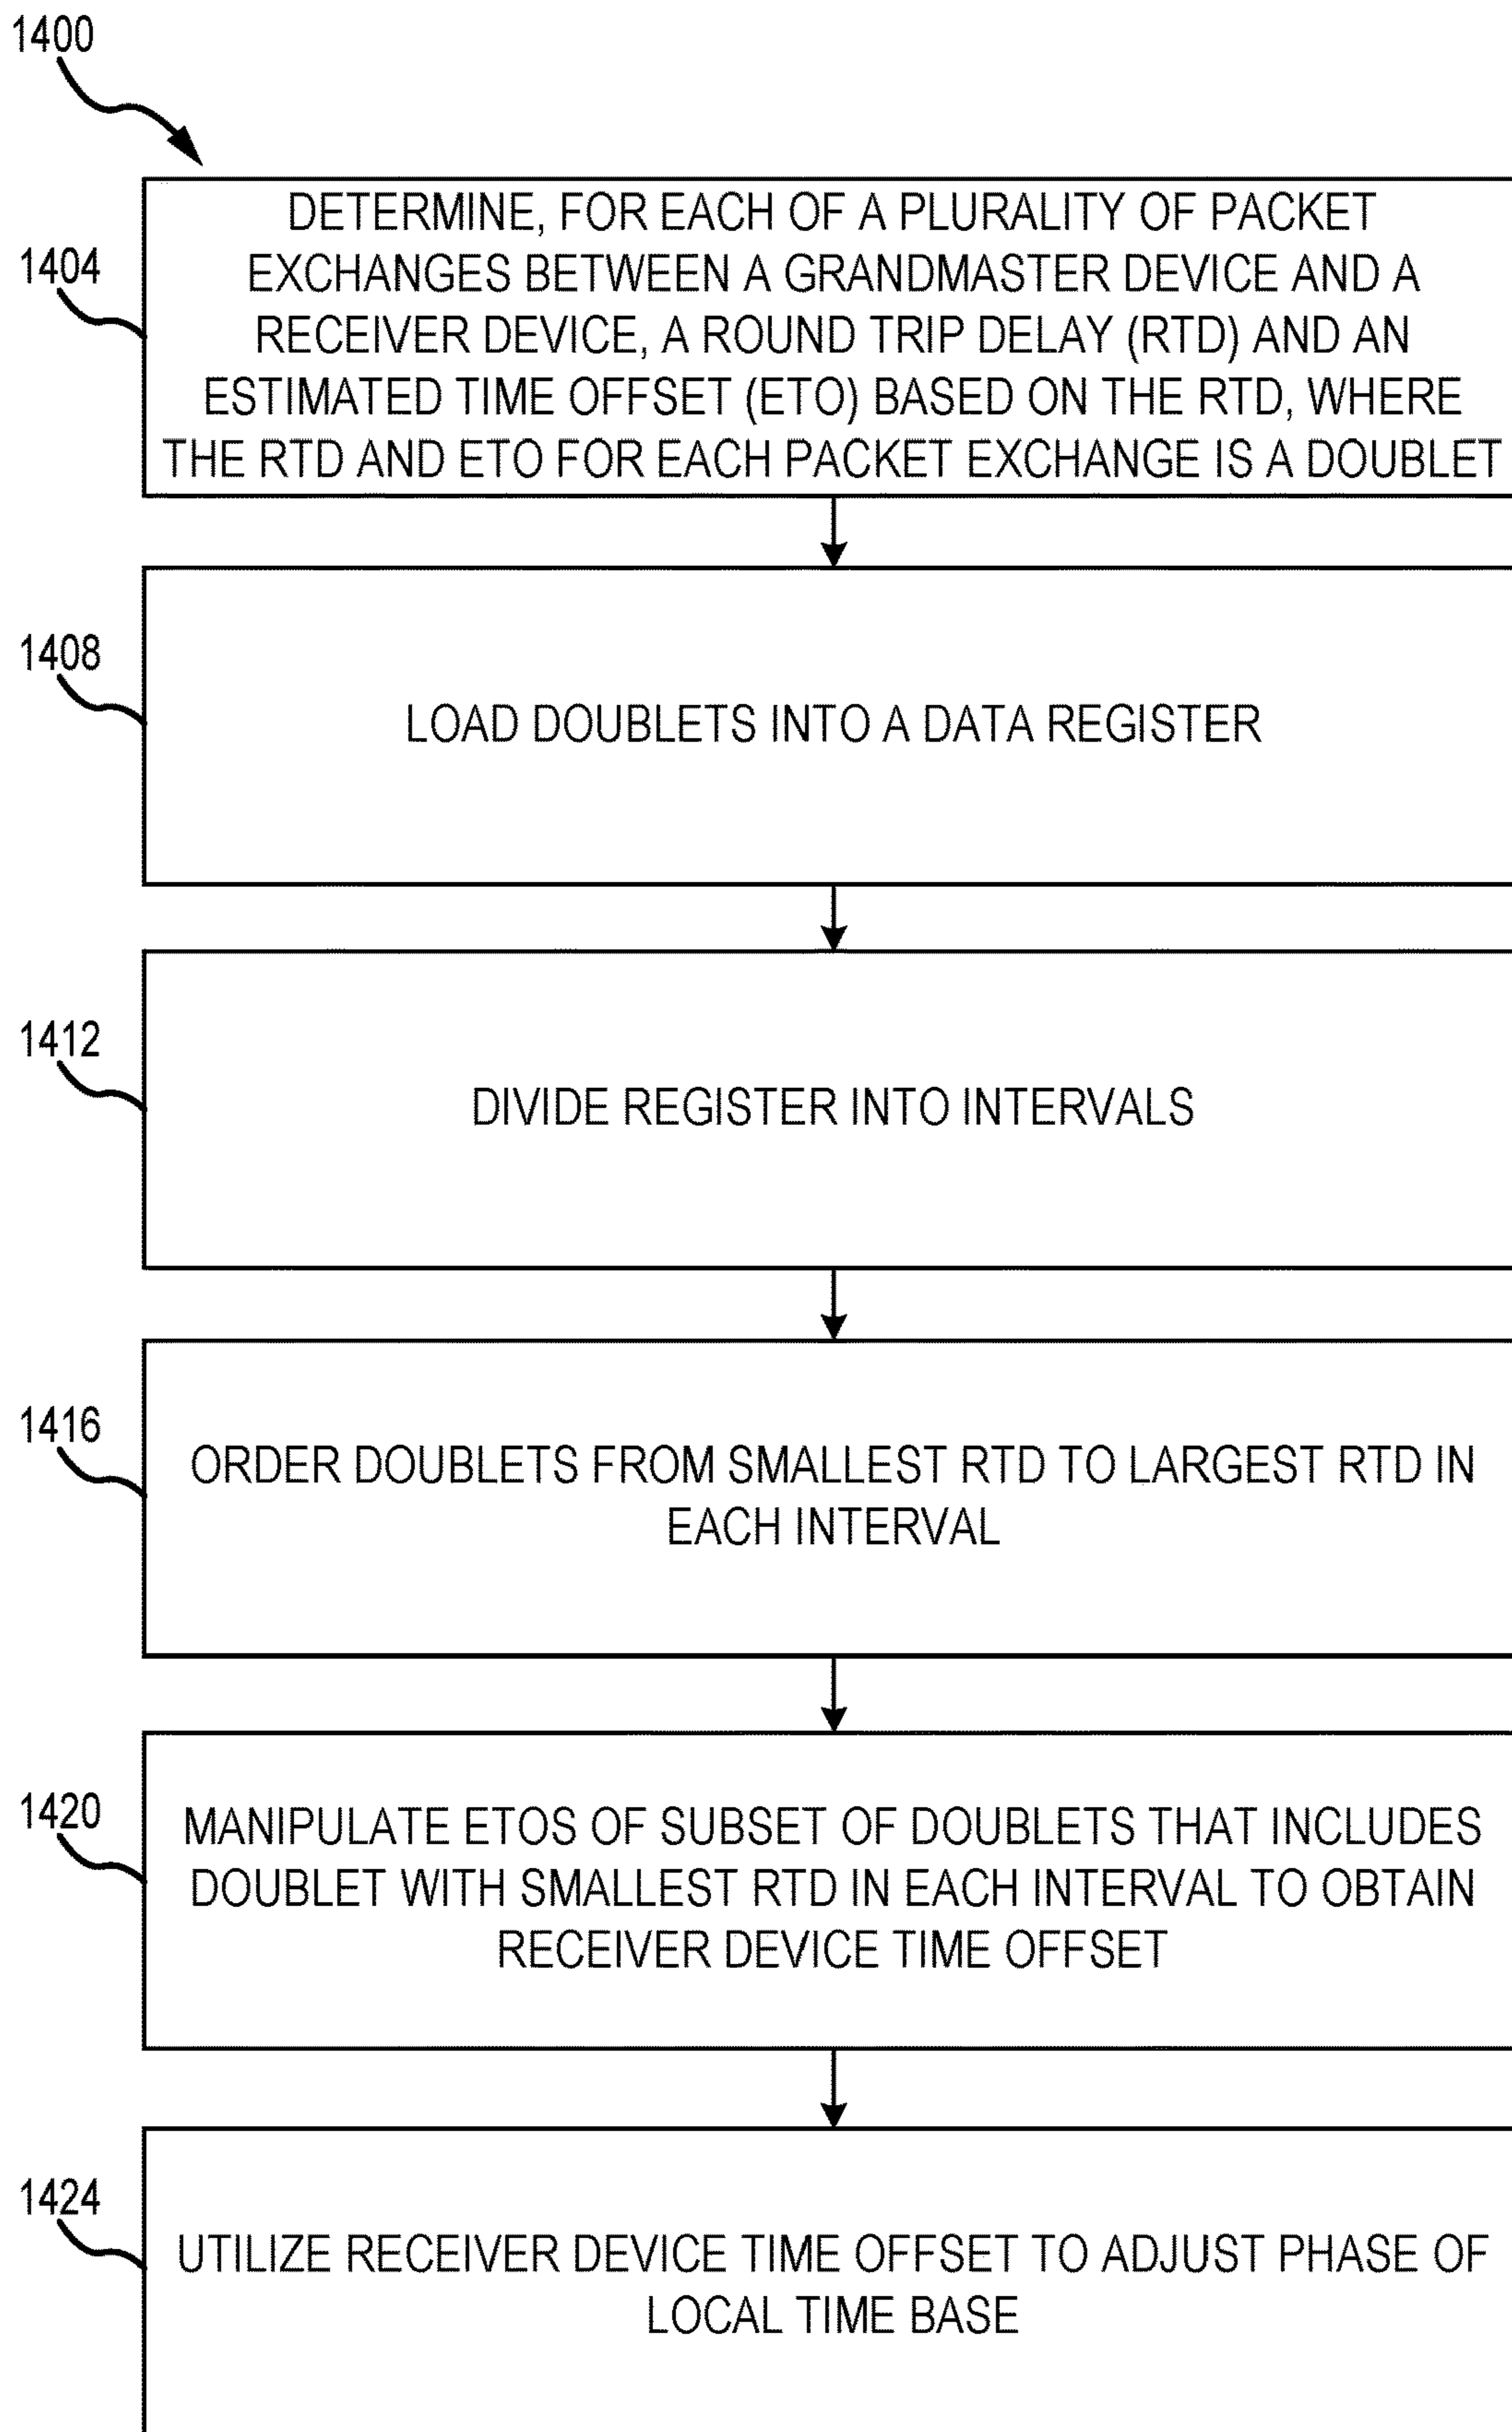 1400
1404
DETERMINE, FOR EACH OF A PLURALITY OF PACKET
EXCHANGES BETWEEN A GRANDMASTER DEVICE AND A
RECEIVER DEVICE, A ROUND TRIP DELAY (RTD) AND AN
ESTIMATED TIME OFFSET (ETO) BASED ON THE RTD, WHERE
THE RTD AND ETO FOR EACH PACKET EXCHANGE IS A DOUBLET
1408
LOAD DOUBLETS INTO A DATA REGISTER
1412
DIVIDE REGISTER INTO INTERVALS
1416
ORDER DOUBLETS FROM SMALLEST RTD TO LARGEST RTD IN
EACH INTERVAL
1420
MANIPULATE ETOS OF SUBSET OF DOUBLETS THAT INCLUDES
DOUBLET WITH SMALLEST RTD IN EACH INTERVAL TO OBTAIN
RECEIVER DEVICE TIME OFFSET
1424
UTILIZE RECEIVER DEVICE TIME OFFSET TO ADJUST PHASE OF
LOCAL TIME BASE